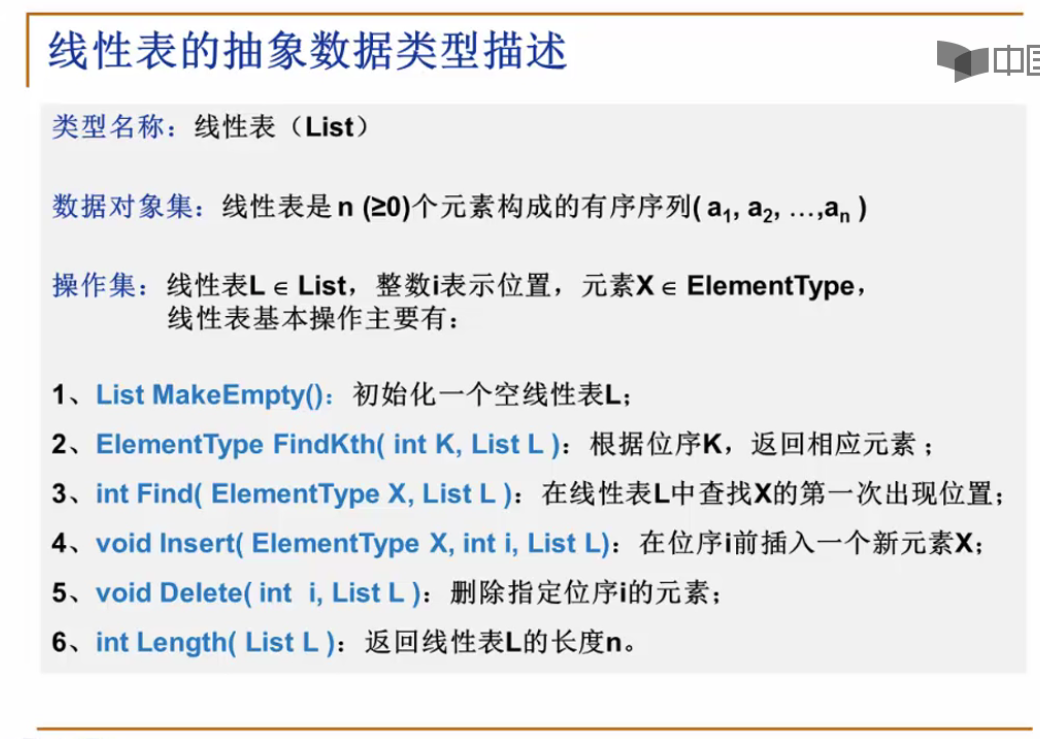 线性表的抽象数据类型描述
中国
类型名称：线性表（List）
数据对象集：线性表是 n (≥0)个元素构成的有序序列( a1, a2, …,an )
操作集：线性表L ∈ List，整数i表示位置，元素X ∈ ElementType，
线性表基本操作主要有：
1、List MakeEmpty()：初始化一个空线性表L；
2、ElementType FindKth( int K, List L )：根据位序K，返回相应元素；
3、int Find( ElementType X, List L )：在线性表L中查找X的第一次出现位置；
4、void Insert( ElementType X, int i, List L)：在位序i前插入一个新元素X；
5、void Delete( int i, List L )：删除指定位序i的元素；
6、int Length( List L )：返回线性表L的长度n。